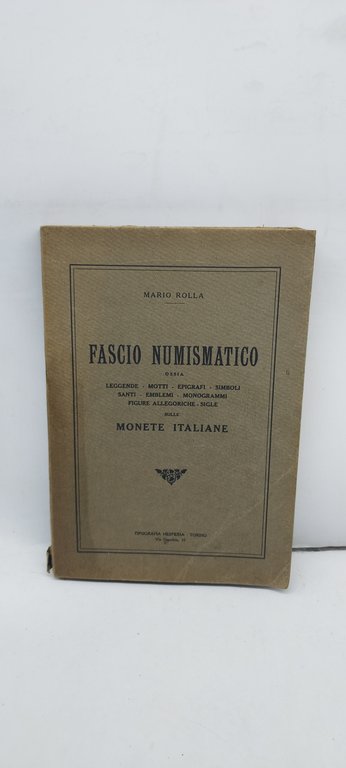 MARIO ROLLA
FASCIO NUMISMATICO
OSSIA
LEGGENDE - MOTTI - EPIGRAFI - SIMBOLI
SANTI - EMBLEMI - MONOGRAMMI
FIGURE ALLEGORICHE - SIGLE
SULLE
MONETE ITALIANE
TIPOGRAFIA HESPERIA - TORINO
Via